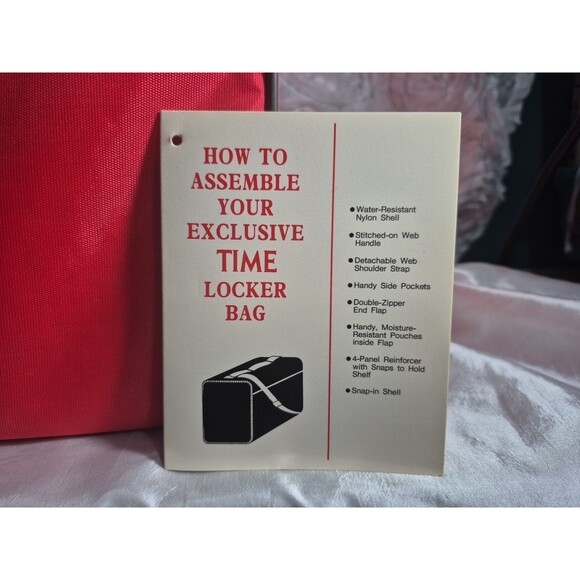 HOW TO
ASSEMBLE
YOUR
EXCLUSIVE
TIME
LOCKER
BAG
● Water-Resistant
Nylon Shell
● Stitched-on Web
Handle
● Detachable Web
Shoulder Strap
● Handy Side Pockets
● Double-Zipper
End Flap
● Handy, Moisture-
Resistant Pouches
inside Flap
● 4-Panel Reinforcer
with Snaps to Hold
Shelf
● Snap-in Shell